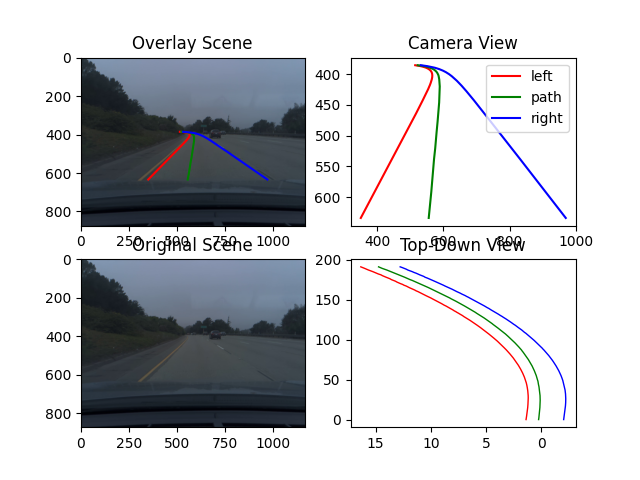 Overlay Scene
0
200
400
600
800
0 250 500 750 1000
Camera View
400
450
500
550
600
400 600 800 1000
left
path
right
Original Scene
0
200
400
600
800
0 250 500 750 1000
Top-Down View
200
150
100
50
0
15 10 5 0